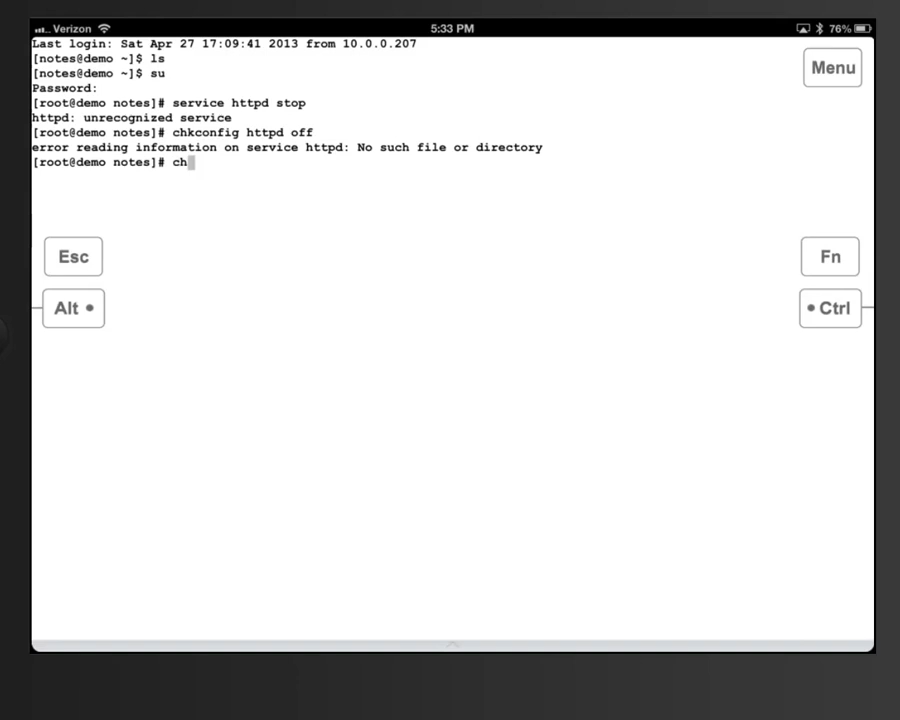 Verizon 5:33 PM 76%
Last login: Sat Apr 27 17:09:41 2013 from 10.0.0.207
[notes@demo ~]$ ls
[notes@demo ~]$ su
Password:
[root@demo notes]# service httpd stop
httpd: unrecognized service
[root@demo notes]# chkconfig httpd off
error reading information on service httpd: No such file or directory
[root@demo notes]# ch
Menu
Esc
Fn
Alt
Ctrl